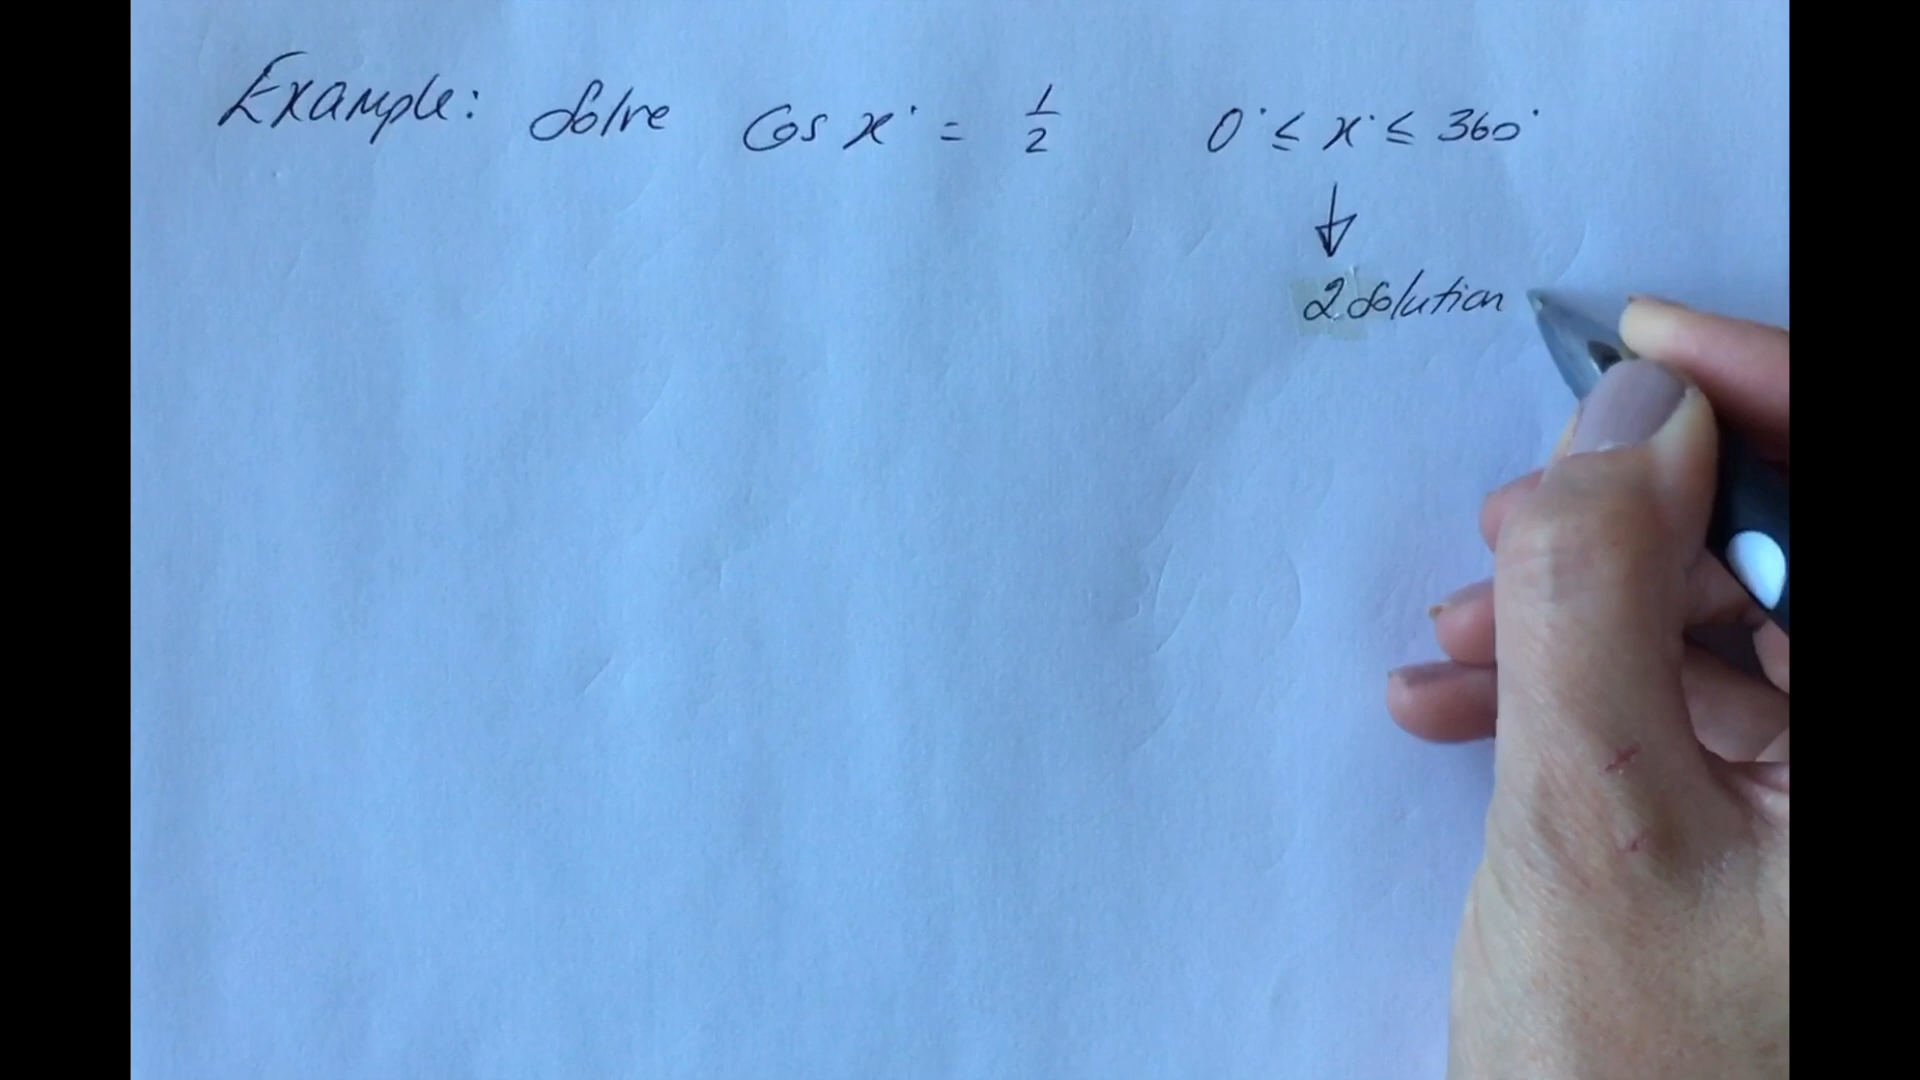 Example: Solve Cos x° = 1/2 0° ≤ x° ≤ 360°
↓
2 Solution